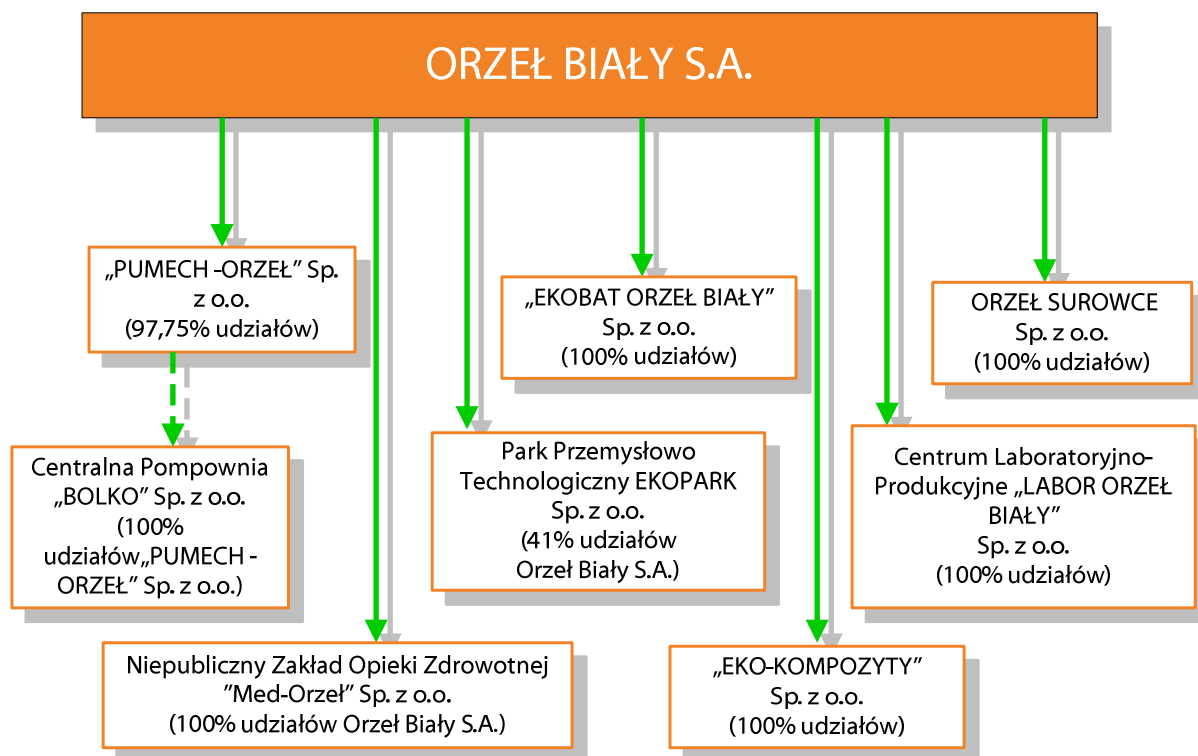 ORZEŁ BIAŁY S.A.
„PUMECH -ORZEŁ” Sp.
z o.o.
(97,75% udziałów)
„EKOBAT ORZEŁ BIAŁY”
Sp. z o.o.
(100% udziałów)
ORZEŁ SUROWCE
Sp. z o.o.
(100% udziałów)
Centralna Pompownia
„BOLKO” Sp. z o.o.
(100%
udziałów„PUMECH -
ORZEŁ” Sp. z o.o.)
Park Przemysłowo
Technologiczny EKOPARK
Sp. z o.o.
(41% udziałów
Orzeł Biały S.A.)
Centrum Laboratoryjno-
Produkcyjne „LABOR ORZEŁ
BIAŁY”
Sp. z o.o.
(100% udziałów)
Niepubliczny Zakład Opieki Zdrowotnej
”Med-Orzeł” Sp. z o.o.
(100% udziałów Orzeł Biały S.A.)
„EKO-KOMPOZYTY”
Sp. z o.o.
(100% udziałów)